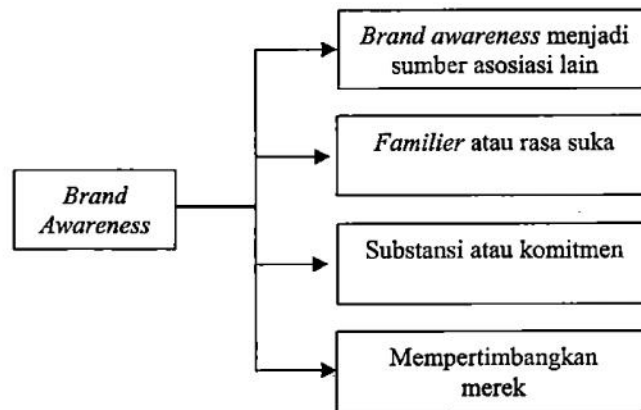 Brand awareness menjadi
sumber asosiasi lain
Familier atau rasa suka
Brand
Awareness
Substansi atau komitmen
Mempertimbangkan
merek